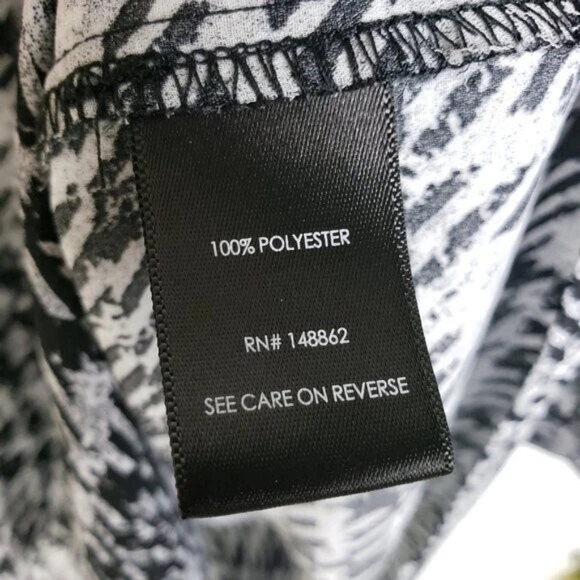 100% POLYESTER
RN# 148862
SEE CARE ON REVERSE